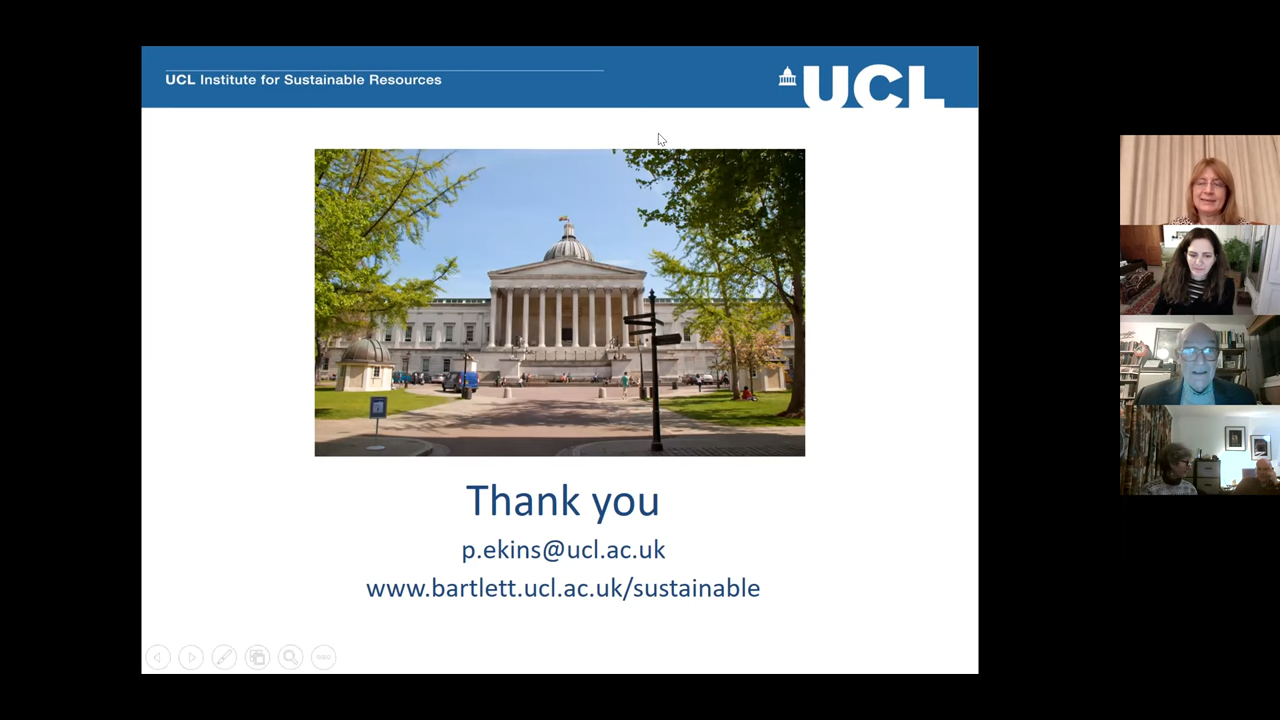 UCL Institute for Sustainable Resources
UCL
Thank you
p.ekins@ucl.ac.uk
www.bartlett.ucl.ac.uk/sustainable